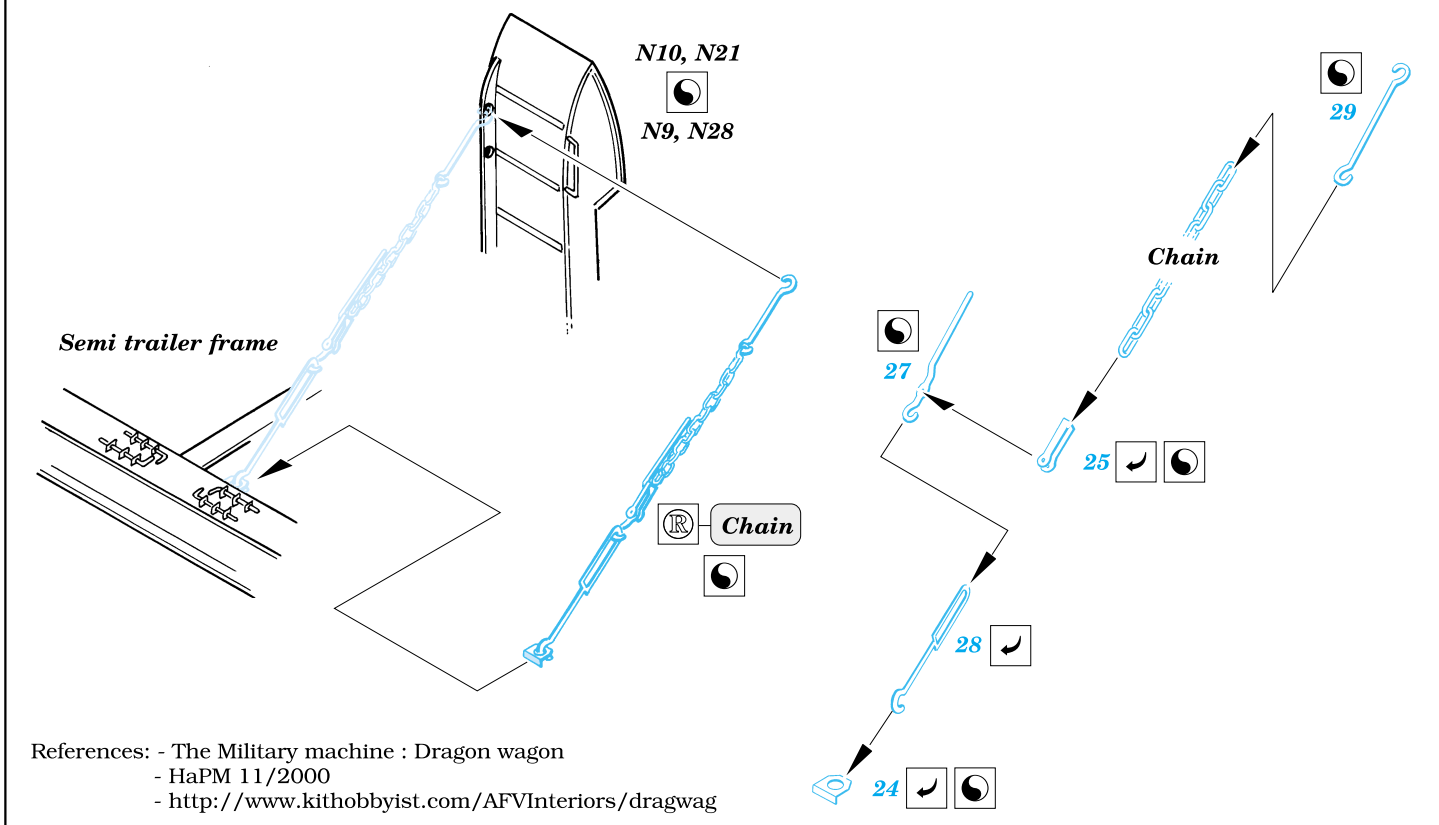 N10, N21
N9, N28
29
Chain
27
Semi trailer frame
25
® Chain
28
24
References: - The Military machine : Dragon wagon
- HaPM 11/2000
- http://www.kithobbyist.com/AFVInteriors/dragwag